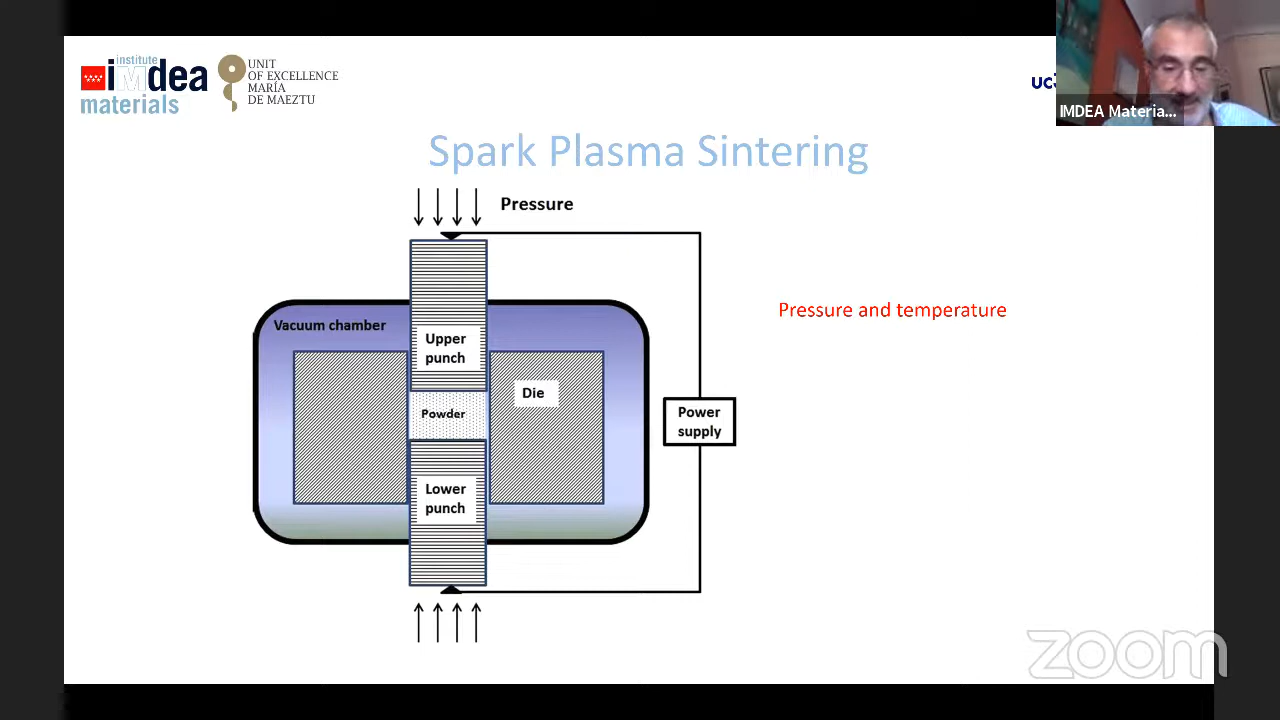 institute
imdea
materials
UNIT
OF EXCELLENCE
MARÍA
DE MAEZTU
IMDEA Materia...
Spark Plasma Sintering
Pressure
Vacuum chamber
Upper
punch
Die
Powder
Lower
punch
Power
supply
Pressure and temperature
zoom